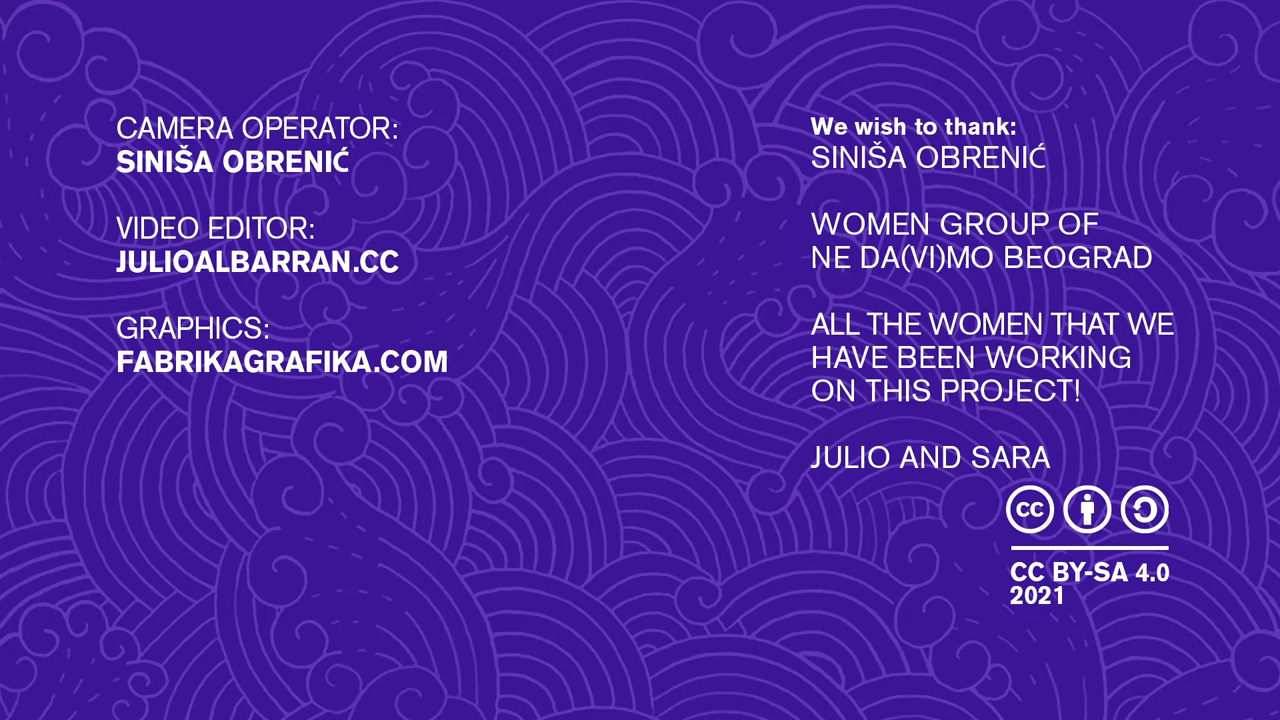 CAMERA OPERATOR:
SINIŠA OBRENIĆ
VIDEO EDITOR:
JULIOALBARRAN.CC
GRAPHICS:
FABRIKAGRAFIKA.COM
We wish to thank:
SINIŠA OBRENIĆ
WOMEN GROUP OF
NE DA(VI)MO BEOGRAD
ALL THE WOMEN THAT WE
HAVE BEEN WORKING
ON THIS PROJECT!
JULIO AND SARA
CC
CC BY-SA 4.0
2021